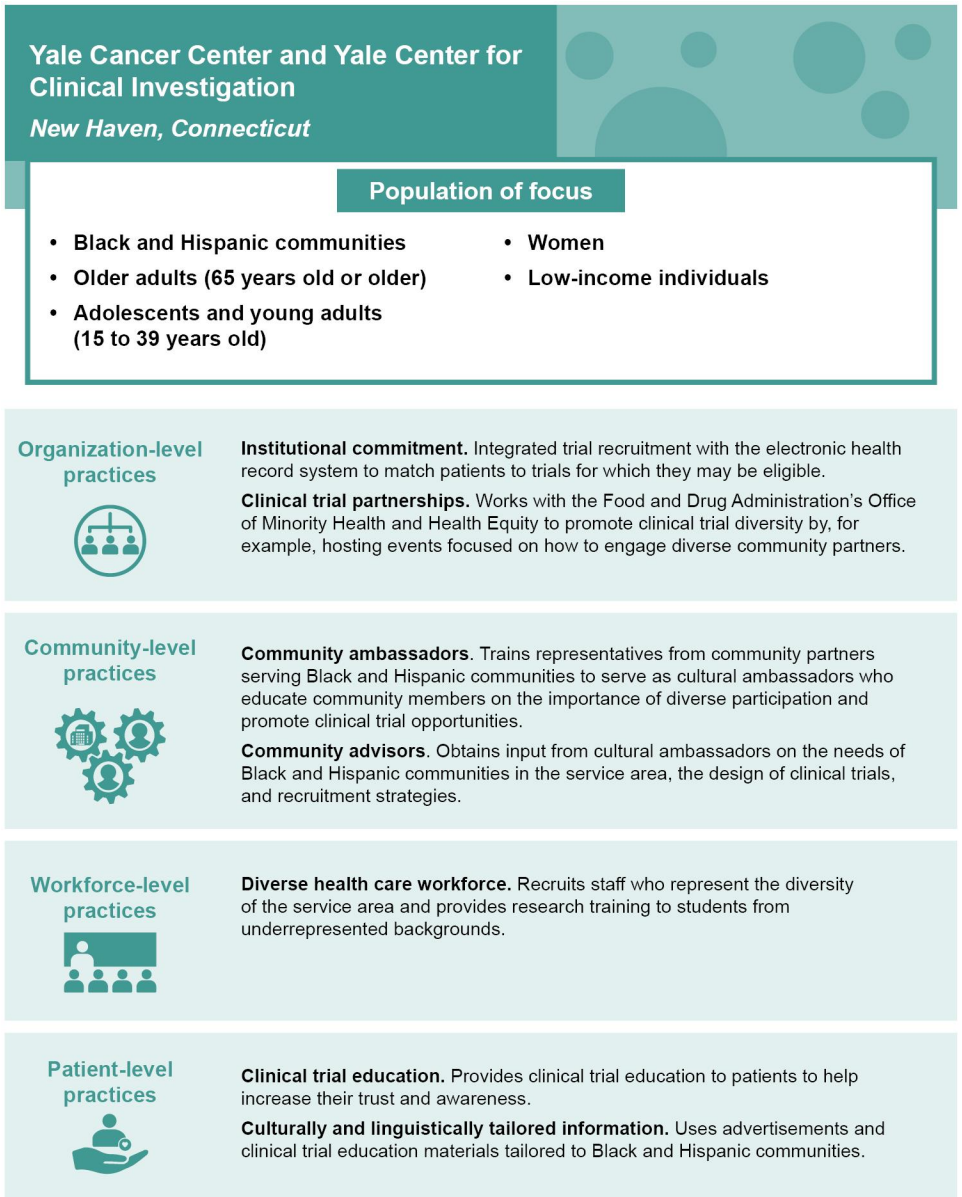 Yale Cancer Center and Yale Center for
Clinical Investigation
New Haven, Connecticut
Population of focus
• Black and Hispanic communities
• Older adults (65 years old or older)
• Adolescents and young adults
(15 to 39 years old)
• Women
• Low-income individuals
Organization-level
practices
Institutional commitment. Integrated trial recruitment with the electronic health
record system to match patients to trials for which they may be eligible.
Clinical trial partnerships. Works with the Food and Drug Administration’s Office
of Minority Health and Health Equity to promote clinical trial diversity by, for
example, hosting events focused on how to engage diverse community partners.
Community-level
practices
Community ambassadors. Trains representatives from community partners
serving Black and Hispanic communities to serve as cultural ambassadors who
educate community members on the importance of diverse participation and
promote clinical trial opportunities.
Community advisors. Obtains input from cultural ambassadors on the needs of
Black and Hispanic communities in the service area, the design of clinical trials,
and recruitment strategies.
Workforce-level
practices
Diverse health care workforce. Recruits staff who represent the diversity
of the service area and provides research training to students from
underrepresented backgrounds.
Patient-level
practices
Clinical trial education. Provides clinical trial education to patients to help
increase their trust and awareness.
Culturally and linguistically tailored information. Uses advertisements and
clinical trial education materials tailored to Black and Hispanic communities.